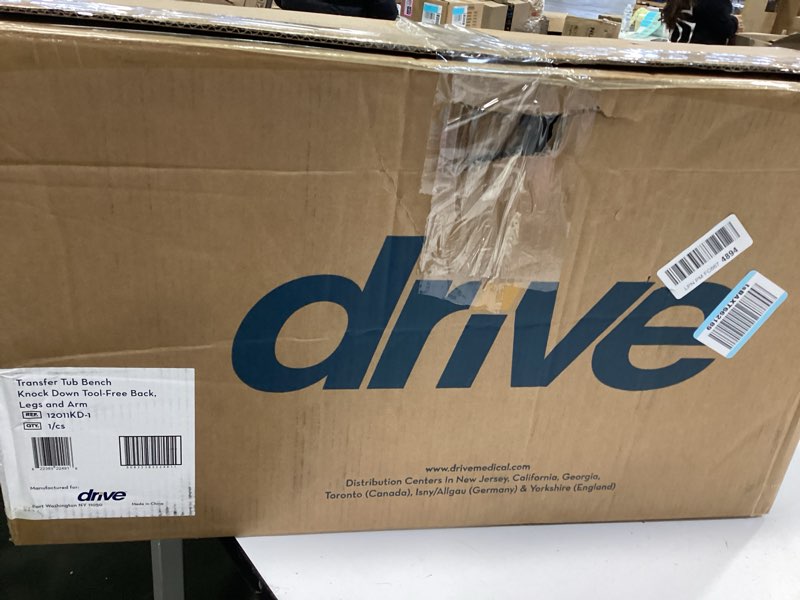 drive
4894
Transfer Tub Bench
Knock Down Tool-Free Back,
Legs and Arm
REF. 12011KD-1
QTY. 1/cs
Manufactured for:
drive
Port Washington NY 11050
Made in China
www.drivemedical.com
Distribution Centers In New Jersey, California, Georgia,
Toronto (Canada), Isny/Allgau (Germany) & Yorkshire (England)